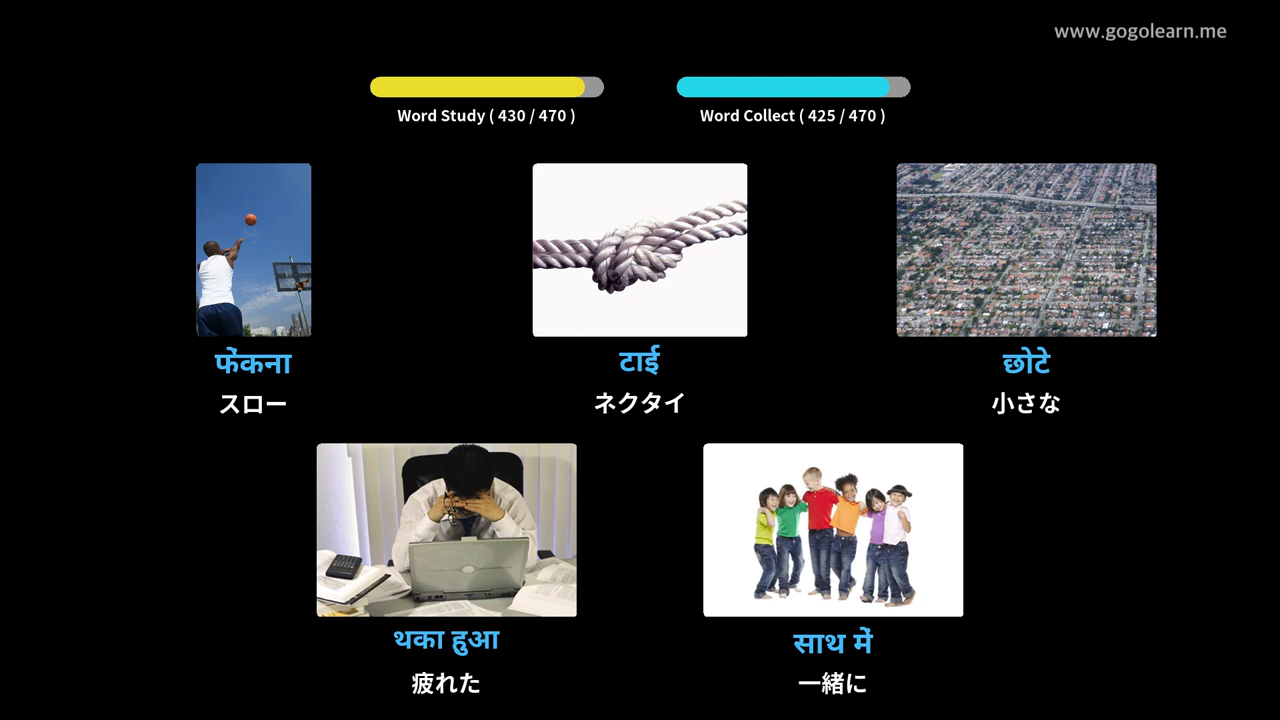 www.gogolearn.me
Word Study ( 430 / 470 )
Word Collect ( 425 / 470 )
फेंकना
スロー
टाई
ネクタイ
छोटे
小さな
थका हुआ
疲れた
साथ में
一緒に